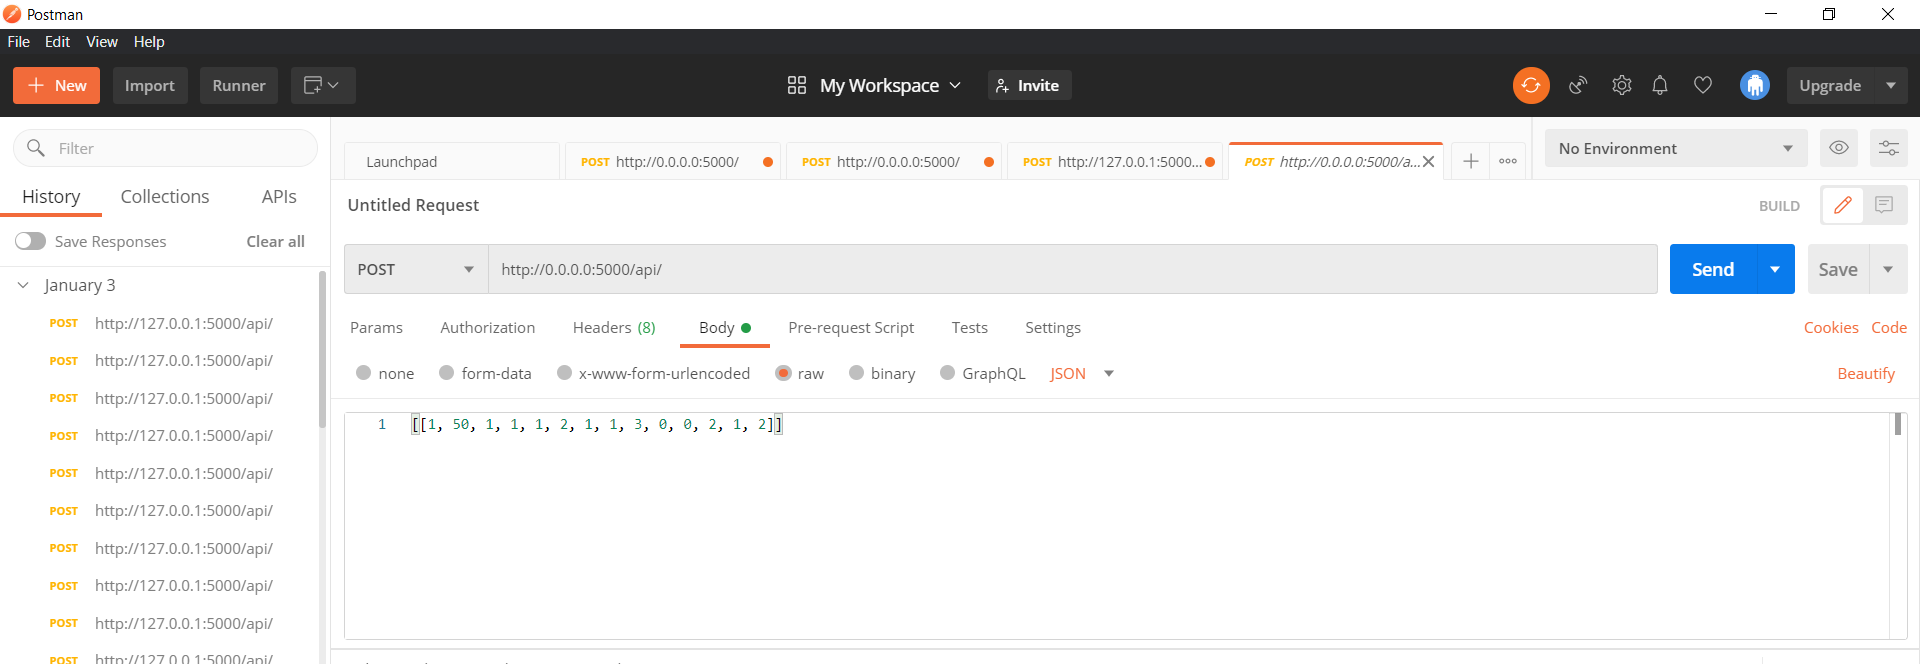 Postman
File Edit View Help
New Import Runner My Workspace Invite Upgrade
Filter
History Collections APIs
Save Responses Clear all
January 3
POST http://127.0.0.1:5000/api/
POST http://127.0.0.1:5000/api/
POST http://127.0.0.1:5000/api/
POST http://127.0.0.1:5000/api/
POST http://127.0.0.1:5000/api/
POST http://127.0.0.1:5000/api/
POST http://127.0.0.1:5000/api/
POST http://127.0.0.1:5000/api/
POST http://127.0.0.1:5000/api/
POST http://127.0.0.1:5000/api/
Launchpad POST http://0.0.0.0:5000/ POST http://0.0.0.0:5000/ POST http://127.0.0.1:5000... POST http://0.0.0.0:5000/a... No Environment
Untitled Request BUILD
POST http://0.0.0.0:5000/api/ Send Save
Params Authorization Headers (8) Body Pre-request Script Tests Settings Cookies Code
none form-data x-www-form-urlencoded raw binary GraphQL JSON Beautify
1 [[1, 50, 1, 1, 1, 2, 1, 1, 3, 0, 0, 2, 1, 2]]